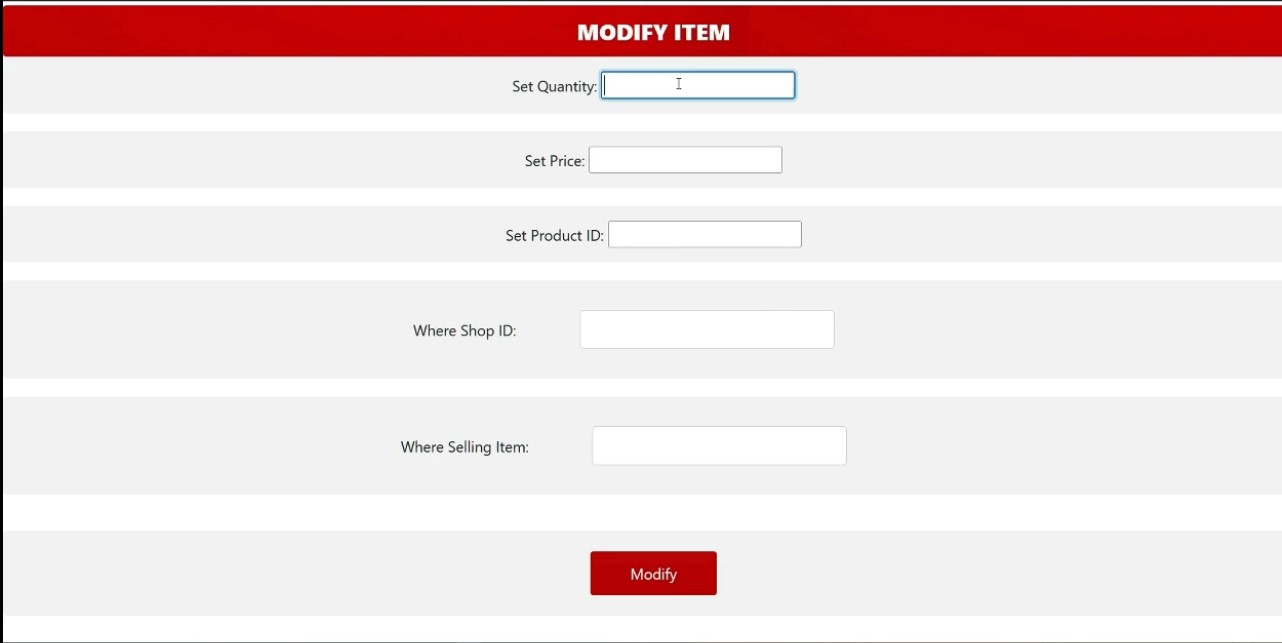 MODIFY ITEM
Set Quantity:
Set Price:
Set Product ID:
Where Shop ID:
Where Selling Item:
Modify